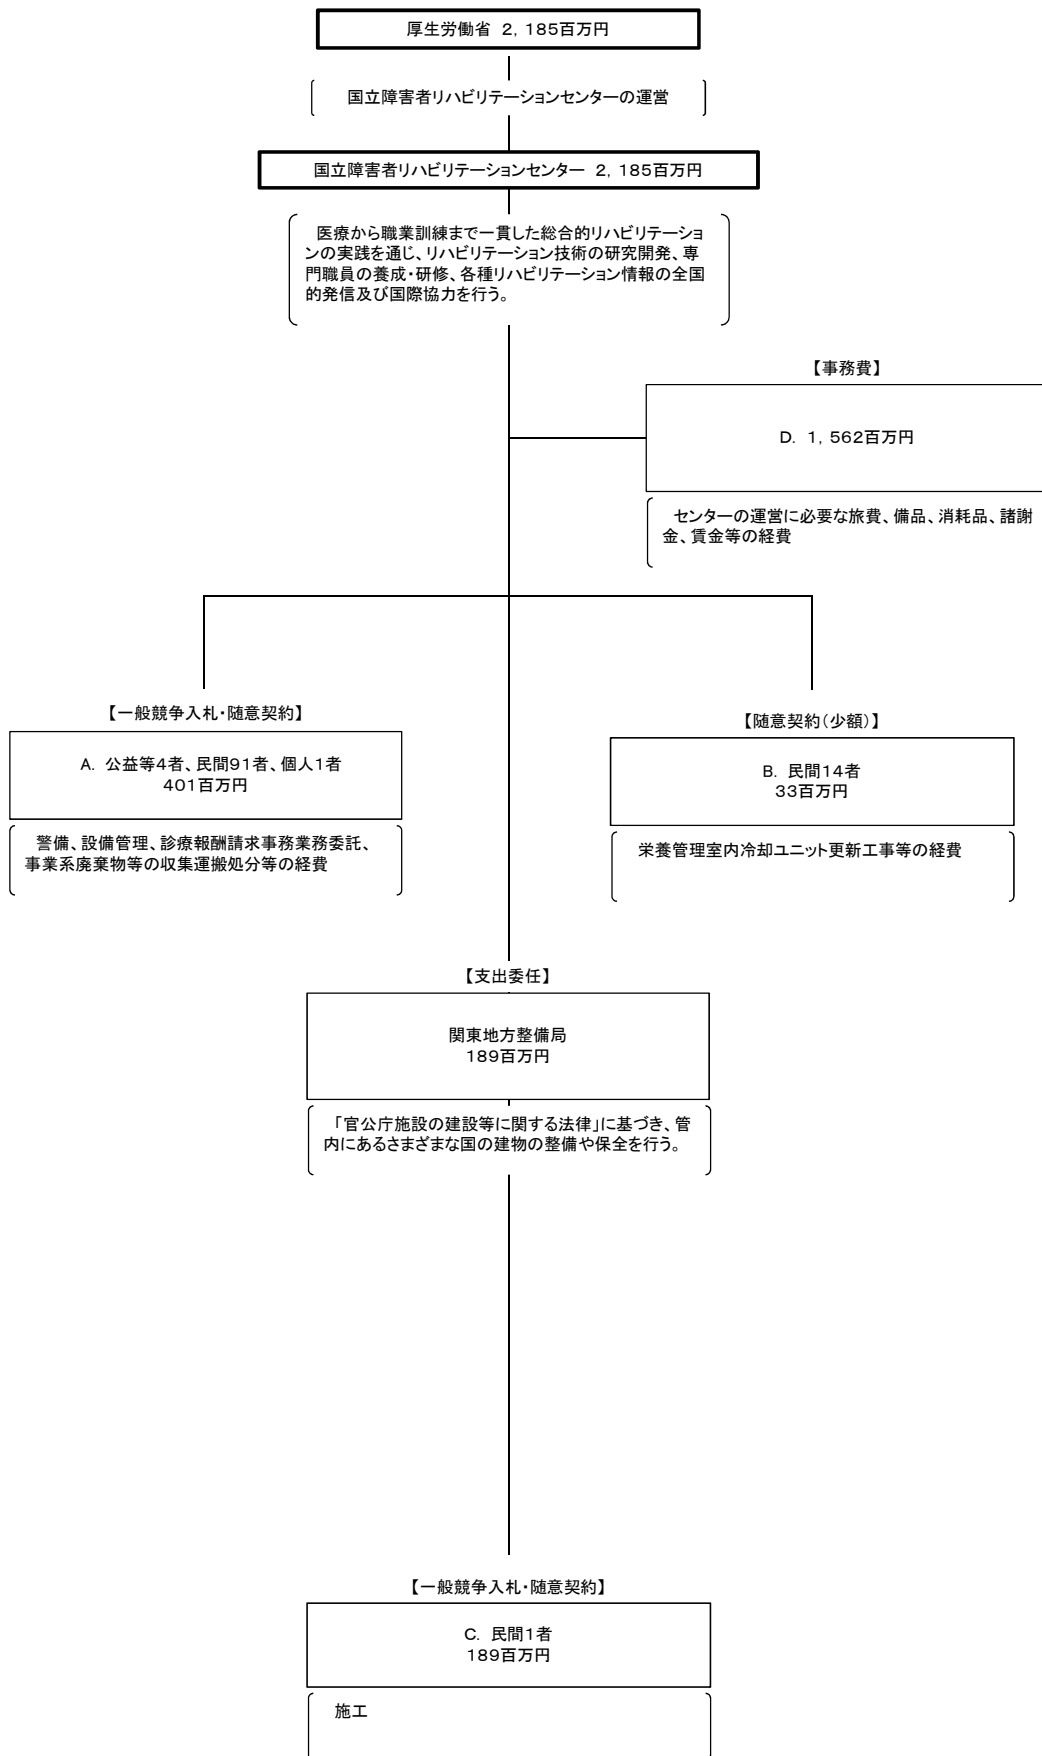 厚生労働省 2，185百万円
国立障害者リハビリテーションセンターの運営
国立障害者リハビリテーションセンター 2，185百万円
医療から職業訓練まで一貫した総合的リハビリテーショ
ンの実践を通じ、リハビリテーション技術の研究開発、専
門職員の養成・研修、各種リハビリテーション情報の全国
的発信及び国際協力を行う。
【事務費】
D. 1，562百万円
センターの運営に必要な旅費、備品、消耗品、諸謝
金、賃金等の経費
【一般競争入札・随意契約】
A. 公益等4者、民間91者、個人1者
401百万円
警備、設備管理、診療報酬請求事務業務委託、
事業系廃棄物等の収集運搬処分等の経費
【随意契約（少額）】
B. 民間14者
33百万円
栄養管理室内冷却ユニット更新工事等の経費
【支出委任】
関東地方整備局
189百万円
「官公庁施設の建設等に関する法律」に基づき、管
内にあるさまざまな国の建物の整備や保全を行う。
【一般競争入札・随意契約】
C. 民間1者
189百万円
施工